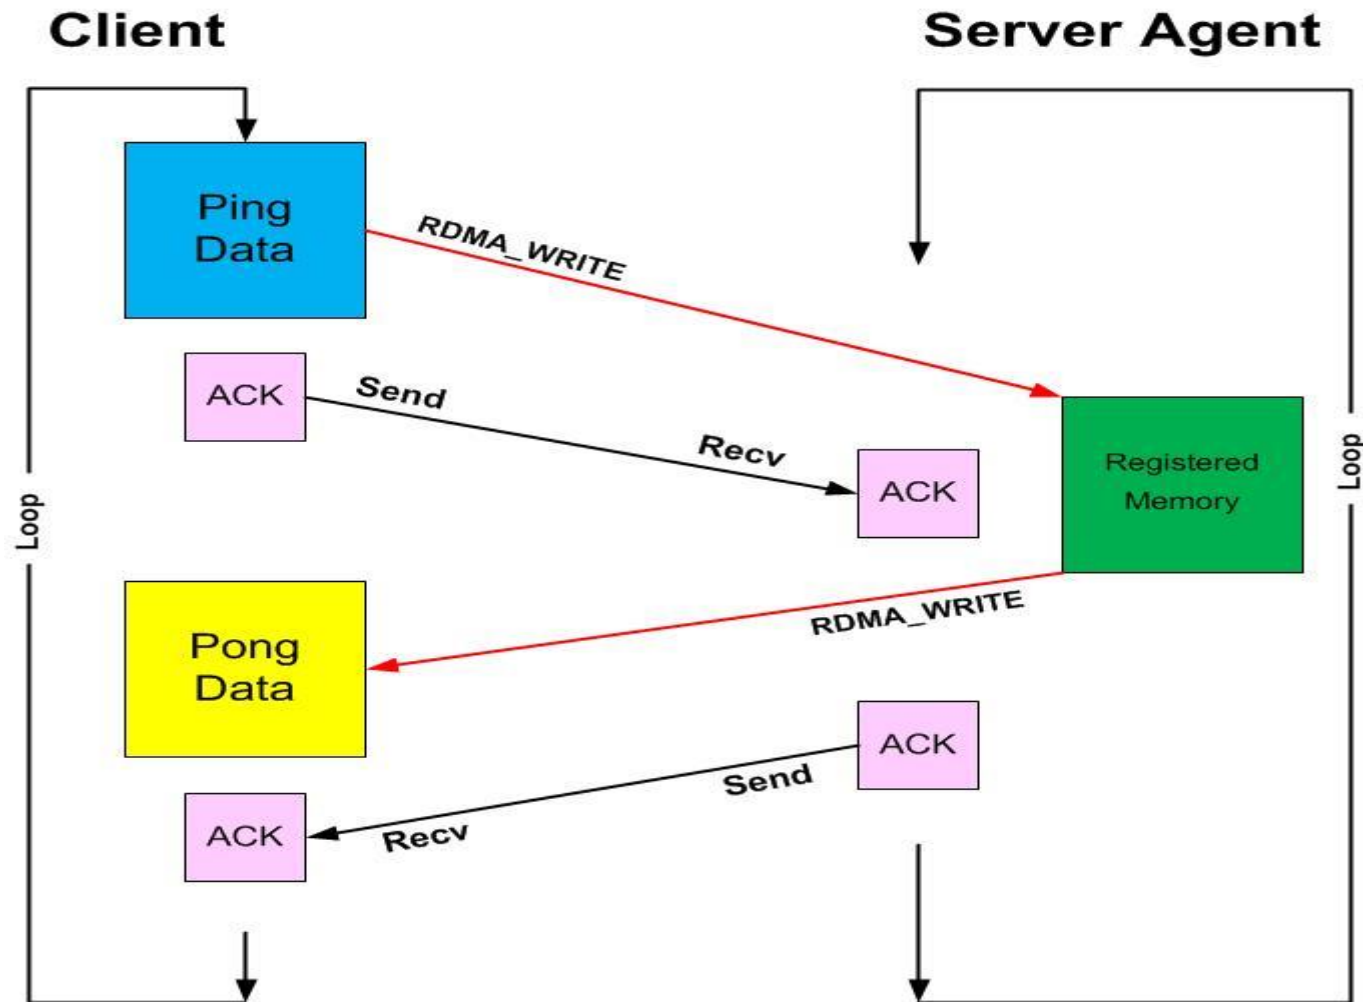 Client
Server Agent
Ping
Data
RDMA_WRITE
ACK
Send
Recv
ACK
Registered
Memory
Loop
Loop
Pong
Data
RDMA_WRITE
ACK
Send
Recv
ACK